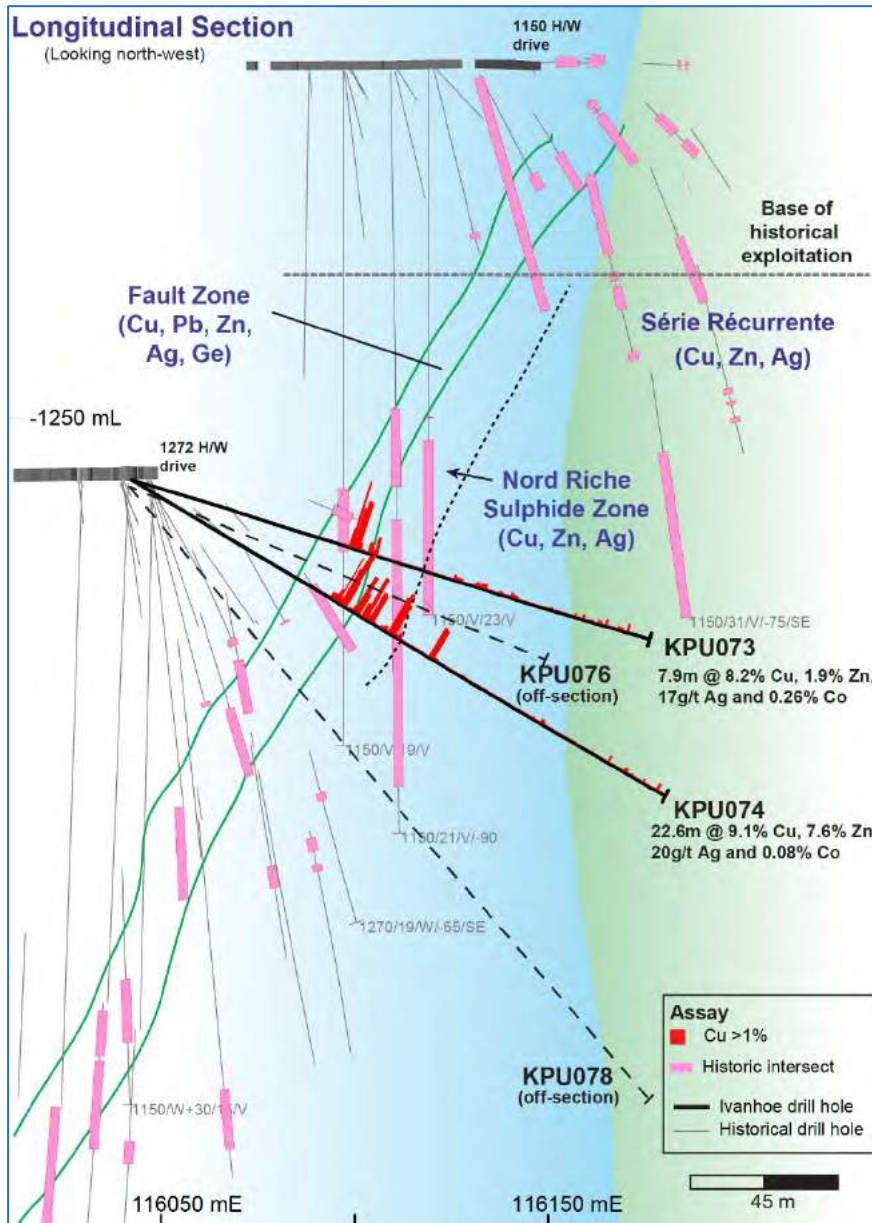 Longitudinal Section
(Looking north-west)
1150 H/W
drive
Base of
historical
exploitation
Fault Zone
(Cu, Pb, Zn,
Ag, Ge)
Série Récurrente
(Cu, Zn, Ag)
-1250 mL
1272 H/W
drive
Nord Riche
Sulphide Zone
(Cu, Zn, Ag)
1150/V/23/V
1150/31/V/-75/SE
KPU073
7.9m @ 8.2% Cu, 1.9% Zn,
17g/t Ag and 0.26% Co
KPU076
(off-section)
1150/V/19/V
KPU074
22.6m @ 9.1% Cu, 7.6% Zn
20g/t Ag and 0.08% Co
1150/21/V/-90
1270/19/W/-65/SE
KPU078
(off-section)
1150/W+30/15/V
Assay
Cu >1%
Historic intersect
Ivanhoe drill hole
Historical drill hole
45 m
116050 mE
116150 mE